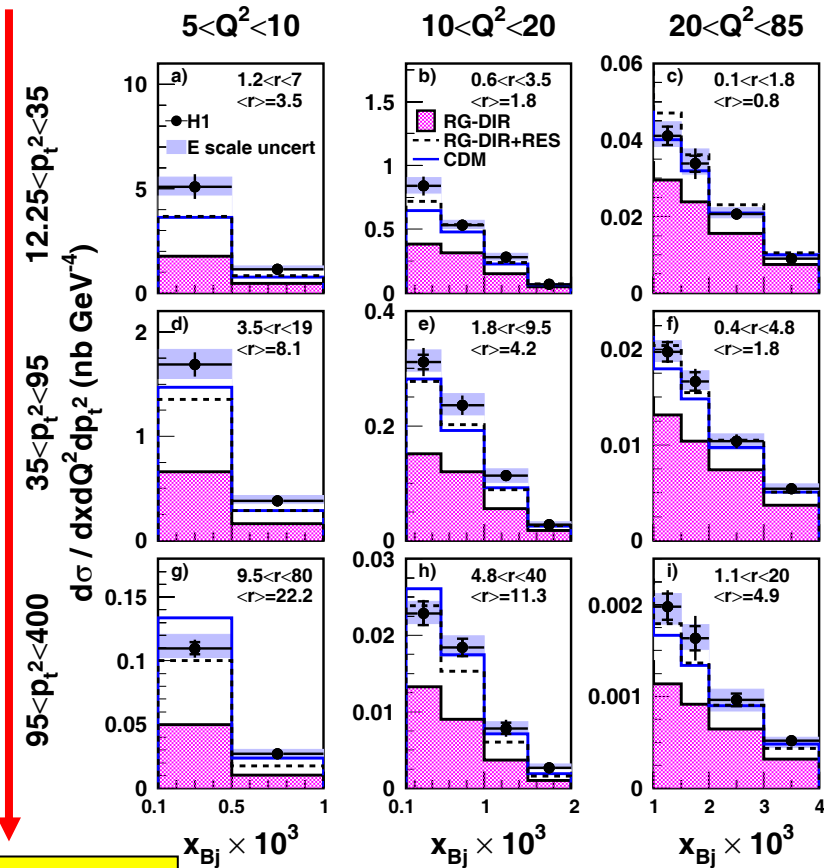 5<Q²<10 10<Q²<20 20<Q²<85
12.25<pt²<35
35<pt²<95
95<pt²<400
dσ / dxdQ²dpt² (nb GeV⁻⁴)
a) 1.2<r<7
<r>=3.5
H1
E scale uncert
10
5
0
b) 0.6<r<3.5
<r>=1.8
RG-DIR
RG-DIR+RES
CDM
1.5
1
0.5
0
c) 0.1<r<1.8
<r>=0.8
0.06
0.04
0.02
0
d) 3.5<r<19
<r>=8.1
2
1
0
e) 1.8<r<9.5
<r>=4.2
0.4
0.2
0
f) 0.4<r<4.8
<r>=1.8
0.02
0.01
0
g) 9.5<r<80
<r>=22.2
0.15
0.1
0.05
0
h) 4.8<r<40
<r>=11.3
0.03
0.02
0.01
0
i) 1.1<r<20
<r>=4.9
0.002
0.001
0
0.1 0.5 1 0.1 1 2 1 2 3 4
xBj × 10³ xBj × 10³ xBj × 10³